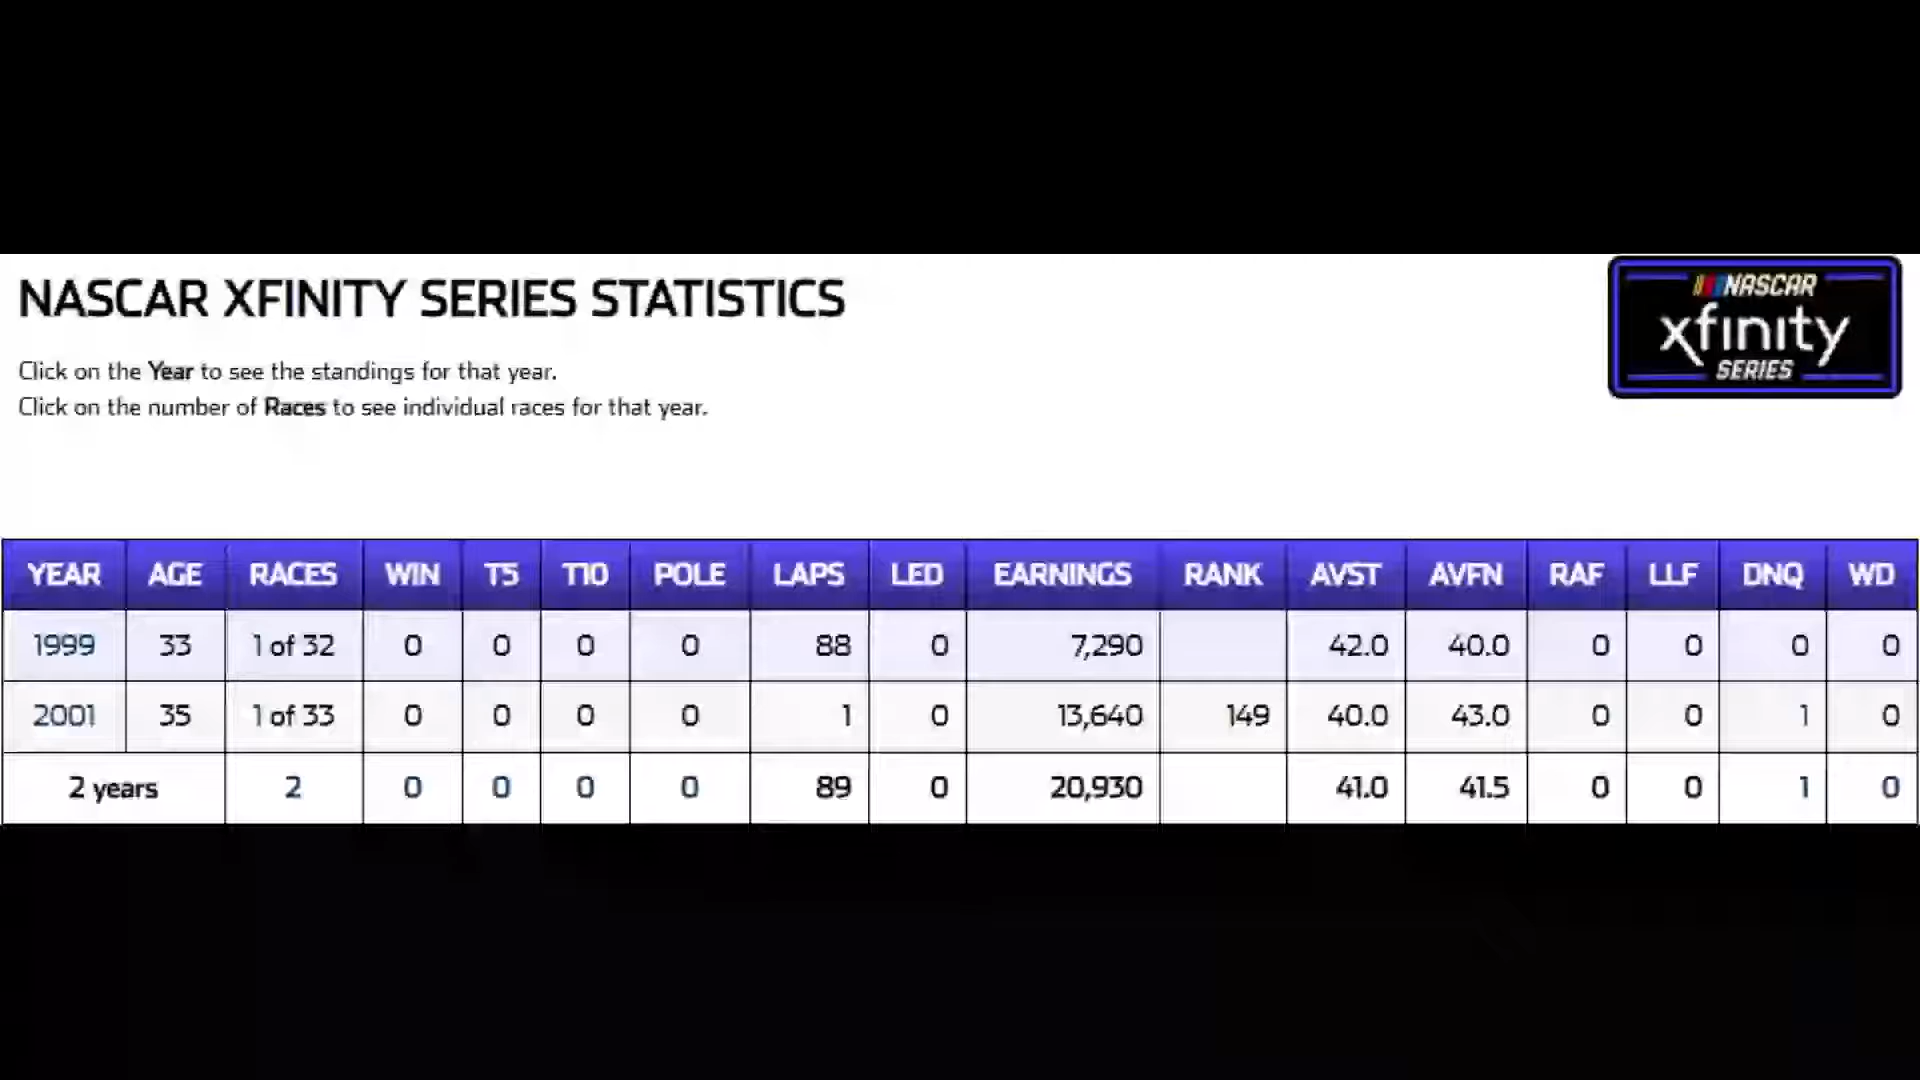 NASCAR XFINITY SERIES STATISTICS
Click on the Year to see the standings for that year.
Click on the number of Races to see individual races for that year.
NASCAR
xfinity
SERIES
YEAR AGE RACES WIN T5 T10 POLE LAPS LED EARNINGS RANK AVST AVFN RAF LLF DNQ WD
1999 33 1 of 32 0 0 0 0 88 0 7,290 42.0 40.0 0 0 0 0
2001 35 1 of 33 0 0 0 0 1 0 13,640 149 40.0 43.0 0 0 1 0
2 years 2 0 0 0 0 89 0 20,930 41.0 41.5 0 0 1 0